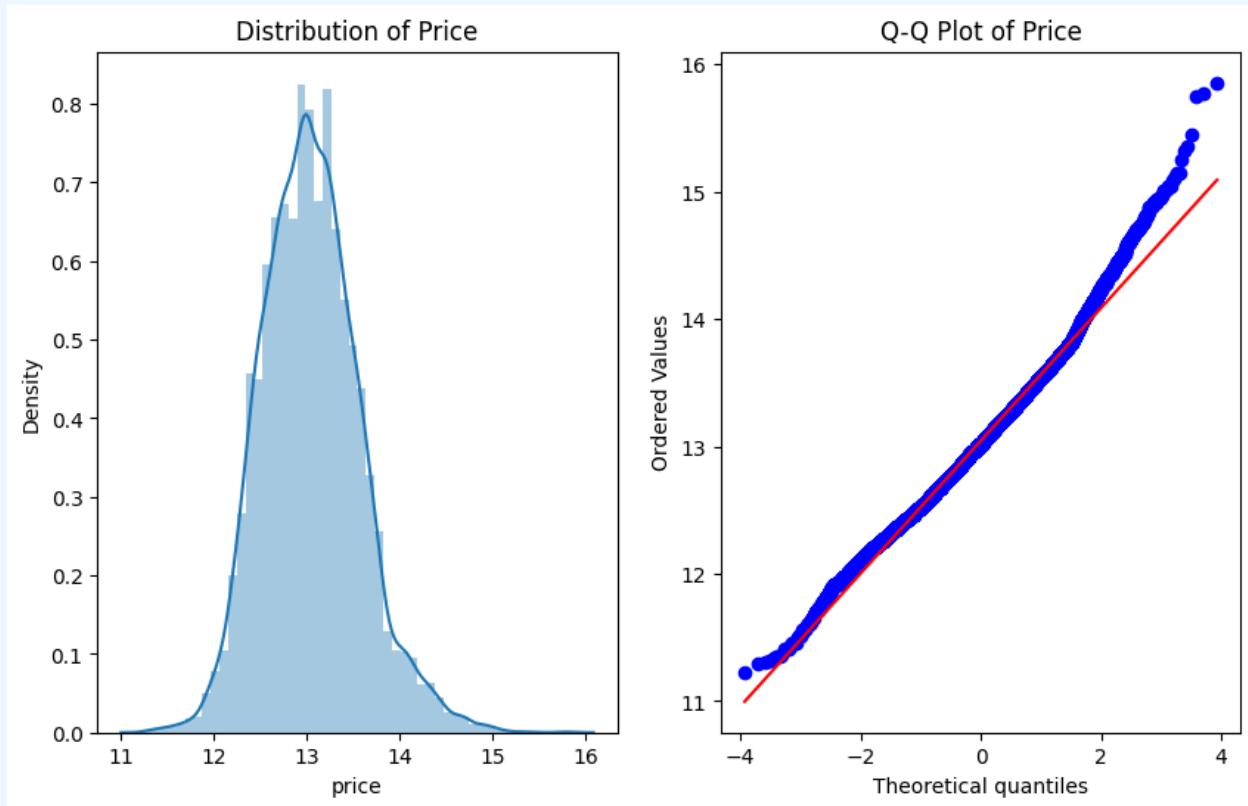 Distribution of Price
0.8
0.7
0.6
0.5
0.4
0.3
0.2
0.1
0.0
Density
11 12 13 14 15 16
price
Q-Q Plot of Price
16
15
14
13
12
11
Ordered Values
−4 −2 0 2 4
Theoretical quantiles